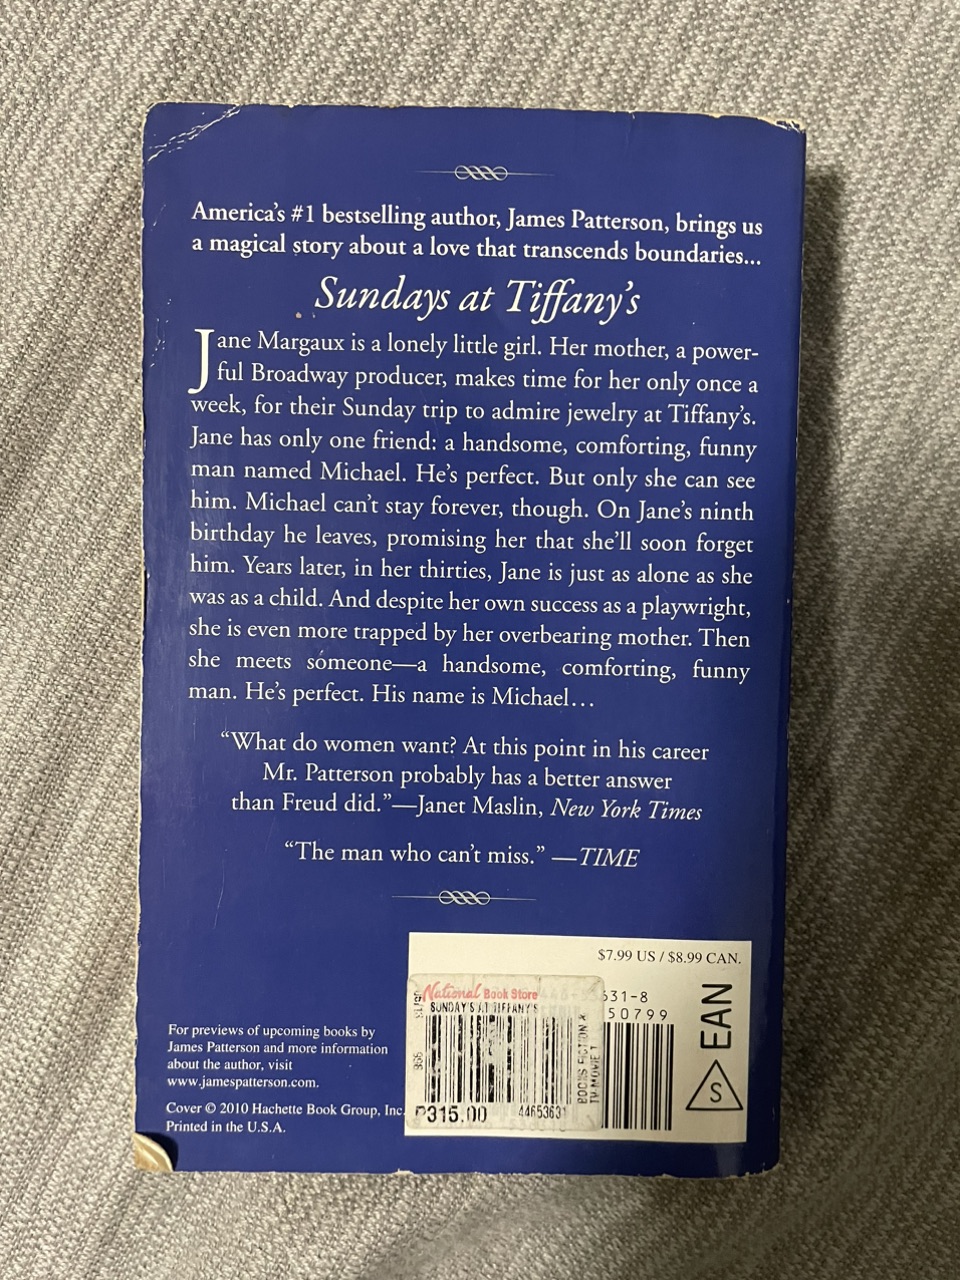 America's #1 bestselling author, James Patterson, brings us
a magical story about a love that transcends boundaries...
Sundays at Tiffany's
Jane Margaux is a lonely little girl. Her mother, a power-
ful Broadway producer, makes time for her only once a
week, for their Sunday trip to admire jewelry at Tiffany's.
Jane has only one friend: a handsome, comforting, funny
man named Michael. He's perfect. But only she can see
him. Michael can't stay forever, though. On Jane's ninth
birthday he leaves, promising her that she'll soon forget
him. Years later, in her thirties, Jane is just as alone as she
was as a child. And despite her own success as a playwright,
she is even more trapped by her overbearing mother. Then
she meets someone—a handsome, comforting, funny
man. He's perfect. His name is Michael...
“What do women want? At this point in his career
Mr. Patterson probably has a better answer
than Freud did.”—Janet Maslin, New York Times
“The man who can't miss.” —TIME
For previews of upcoming books by
James Patterson and more information
about the author, visit
www.jamespatterson.com.
Cover © 2010 Hachette Book Group, Inc.
Printed in the U.S.A.
$7.99 US / $8.99 CAN.
National Book Store
SUNDAY'S AT TIFFANY'S
BOOKS FICTION
TV-MOVIE T
P315.00
44653631
631-8
50799
EAN
S